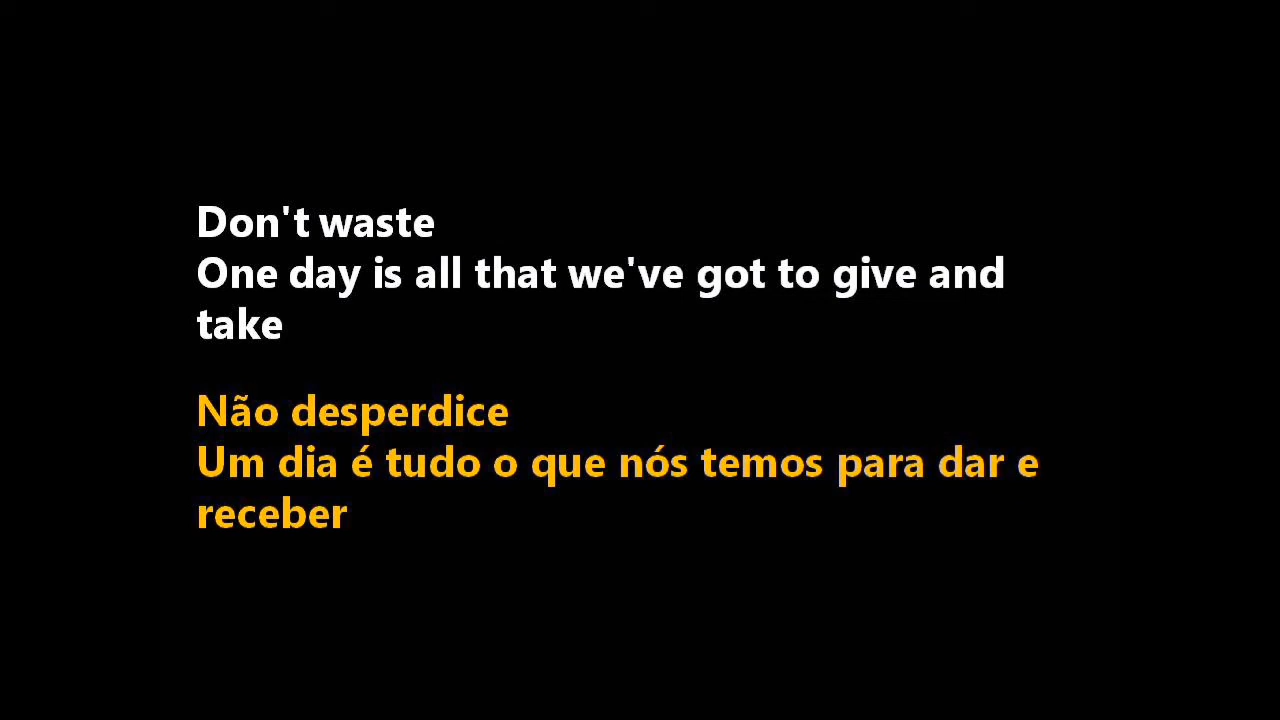 Don't waste
One day is all that we've got to give and
take
Não desperdice
Um dia é tudo o que nós temos para dar e
receber